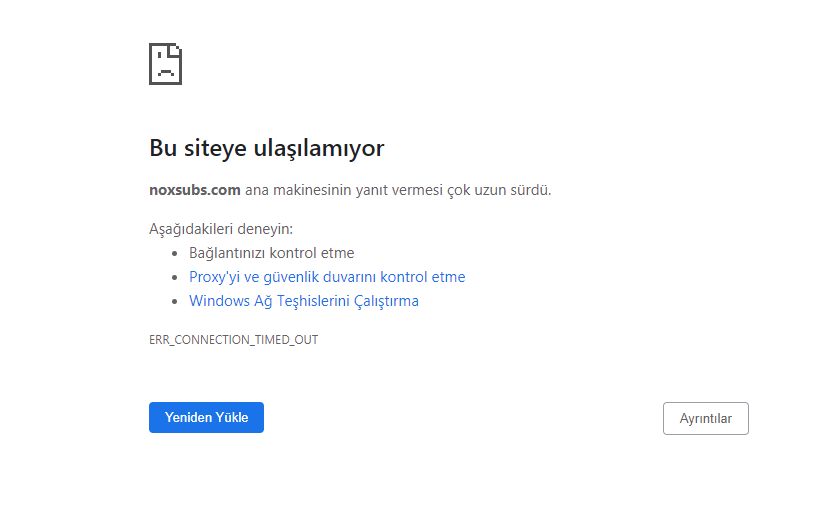 Bu siteye ulaşılamıyor
noxsubs.com ana makinesinin yanıt vermesi çok uzun sürdü.
Aşağıdakileri deneyin:
• Bağlantınızı kontrol etme
• Proxy'yi ve güvenlik duvarını kontrol etme
• Windows Ağ Teşhislerini Çalıştırma
ERR_CONNECTION_TIMED_OUT
Yeniden Yükle
Ayrıntılar